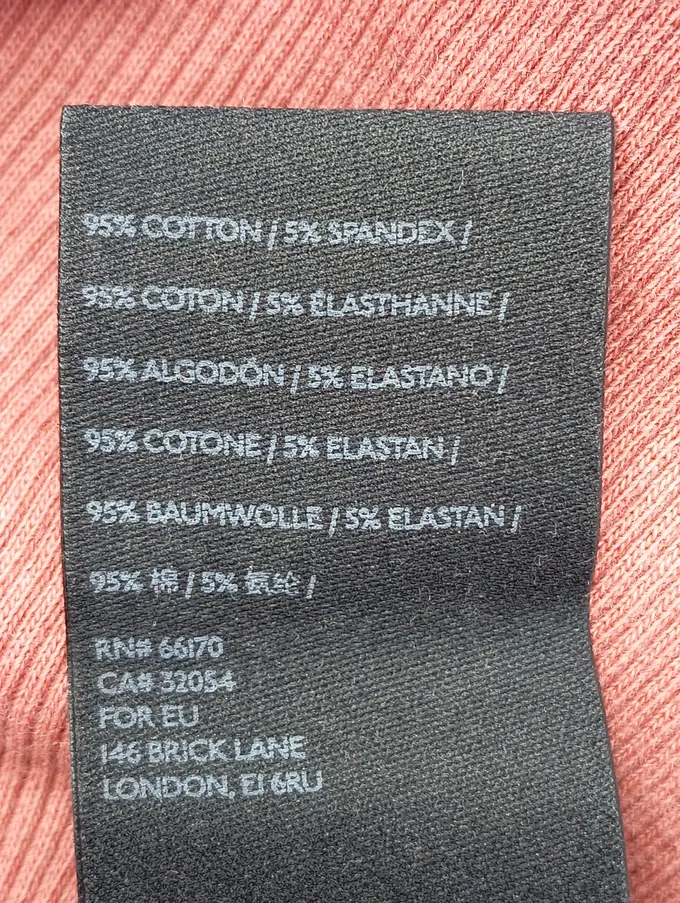 95% COTTON / 5% SPANDEX /
95% COTON / 5% ÉLASTHANNE /
95% ALGODÓN / 5% ELASTANO /
95% COTONE / 5% ELASTAN /
95% BAUMWOLLE / 5% ELASTAN /
95% 棉 / 5% 氨纶 /
RN# 66170
CA# 32054
FOR EU
146 BRICK LANE
LONDON, E1 6RU